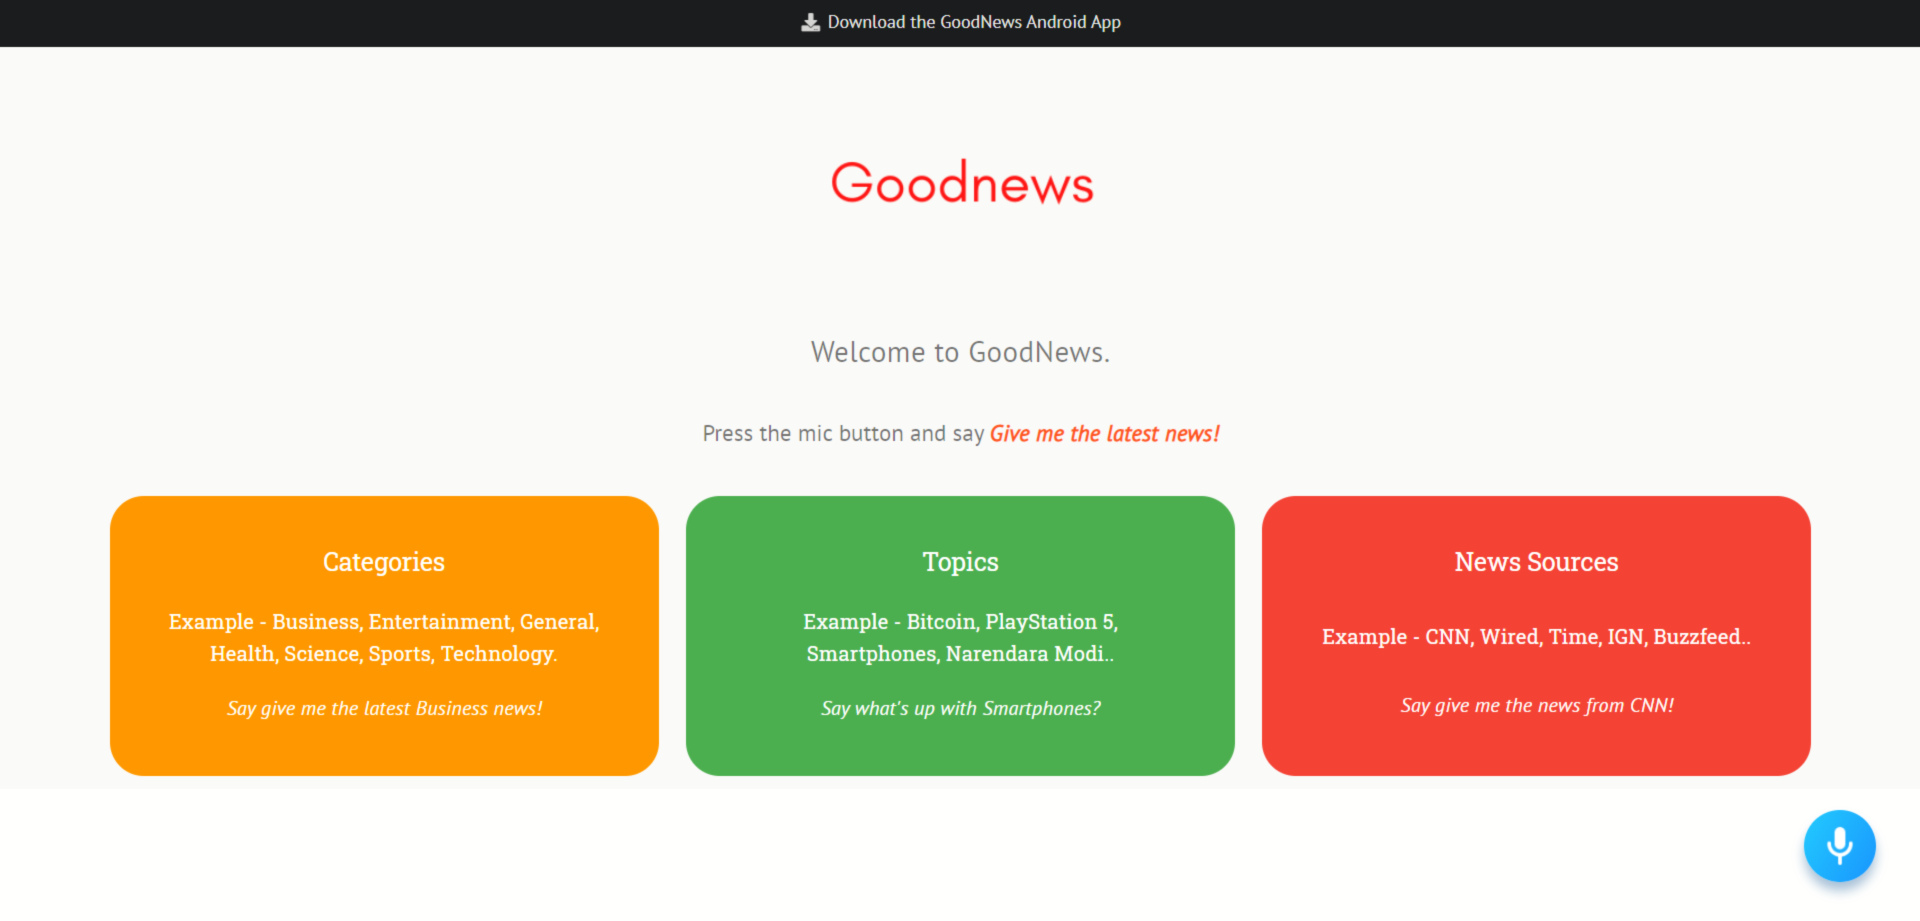 Download the GoodNews Android App
Goodnews
Welcome to GoodNews.
Press the mic button and say Give me the latest news!
Categories
Example - Business, Entertainment, General,
Health, Science, Sports, Technology.
Say give me the latest Business news!
Topics
Example - Bitcoin, PlayStation 5,
Smartphones, Narendara Modi..
Say what's up with Smartphones?
News Sources
Example - CNN, Wired, Time, IGN, Buzzfeed..
Say give me the news from CNN!